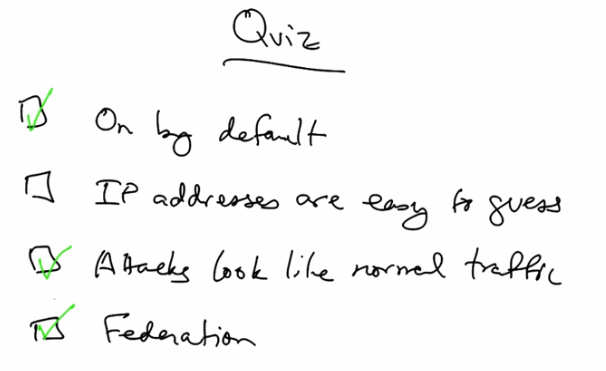 Quiz
On by default
IP addresses are easy to guess
Attacks look like normal traffic
Federation